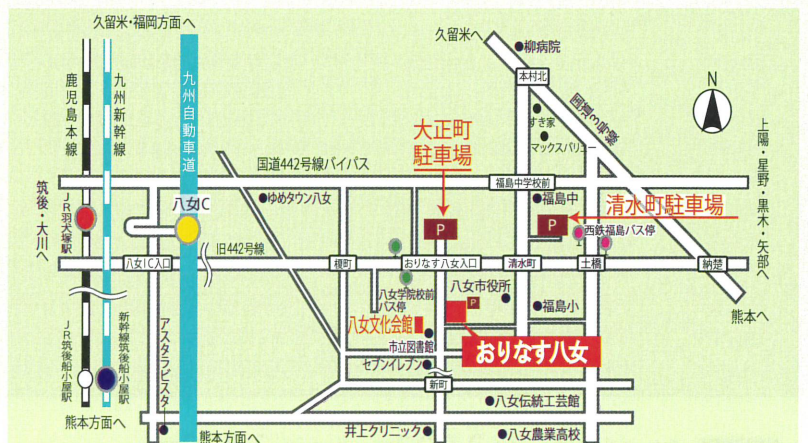 久留米・福岡方面へ
鹿児島本線
九州新幹線
九州自動車道
久留米へ
柳病院
本村北
国道3号線
すき家
マックスバリュー
N
大正町
駐車場
国道442号線バイパス
福島中学校前
上陽・星野・黒木・矢部へ
筑後・大川へ
JR羽犬塚駅
八女IC
ゆめタウン八女
P
福島中
清水町駐車場
P
西鉄福島バス停
旧442号線
八女IC入口
榎町
おりなす八女入口
清水町
土橋
納楚
八女学院校前
バス停
八女市役所
P
福島小
熊本へ
八女文化会館
市立図書館
おりなす八女
セブンイレブン
新町
JR筑後船小屋駅
新幹線筑後船小屋駅
アスタラビスター
八女伝統工芸館
井上クリニック
八女農業高校
熊本方面へ
熊本方面へ